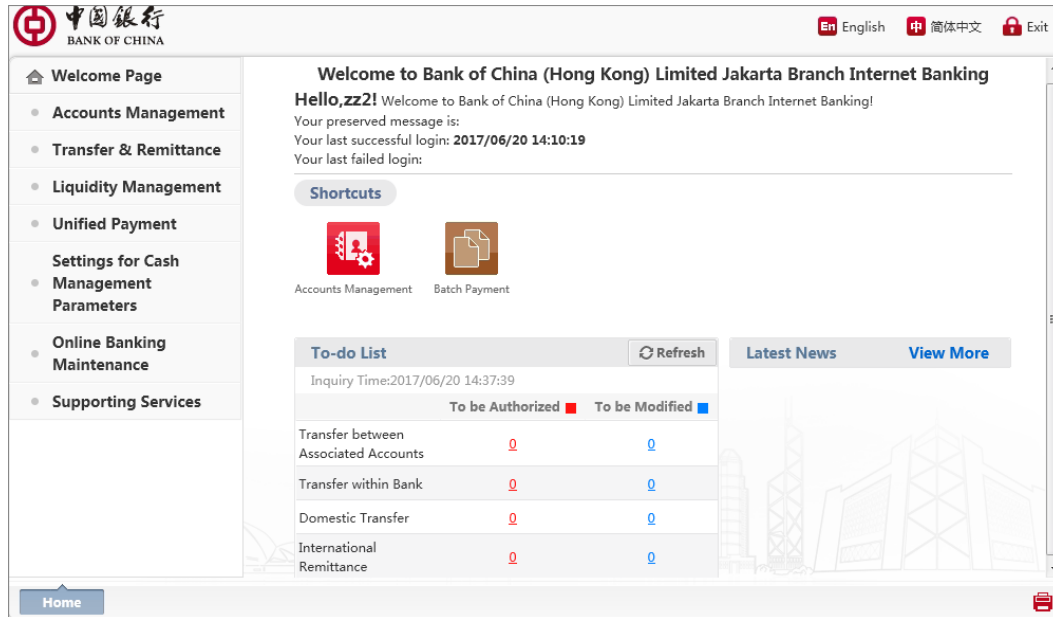 中国银行
BANK OF CHINA
En English
中 简体中文
Exit
Welcome Page
Accounts Management
Transfer & Remittance
Liquidity Management
Unified Payment
Settings for Cash
Management
Parameters
Online Banking
Maintenance
Supporting Services
Welcome to Bank of China (Hong Kong) Limited Jakarta Branch Internet Banking
Hello,zz2! Welcome to Bank of China (Hong Kong) Limited Jakarta Branch Internet Banking!
Your preserved message is:
Your last successful login: 2017/06/20 14:10:19
Your last failed login:
Shortcuts
Accounts Management
Batch Payment
To-do List
Refresh
Inquiry Time:2017/06/20 14:37:39
To be Authorized
To be Modified
Transfer between
Associated Accounts
0
0
Transfer within Bank
0
0
Domestic Transfer
0
0
International
Remittance
0
0
Latest News
View More
Home